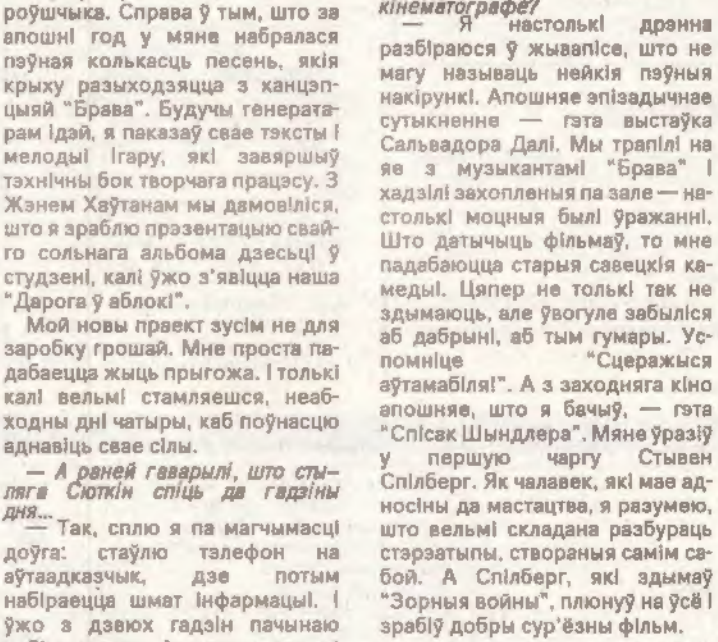 роўшчыка. Справа ў тым, што за
апошні год у мяне набралася
пэўная колькасць песень, якія
крыху разыходзяцца з канцэп-
цыяй "Брава". Будучы генерата-
рам ідэй, я паказаў свае тэксты і
мелодыі Ігару, які завяршыў
тэхнічны бок творчага працэсу. З
Жэнем Хаўтанам мы дамовіліся,
што я зраблю прэзентацыю свай-
го сольнага альбома дзесьці ў
студзені, калі ўжо з'явіцца наша
"Дарога ў аблокі".
Мой новы праект зусім не для
заробку грошай. Мне проста па-
дабаецца жыць прыгожа. І толькі
калі вельмі стамляешся, неаб-
ходны дні чатыры, каб поўнасцю
аднавіць свае сілы.
— А раней гаварылі, што сты-
ляга Сюткін спіць да гадзіны
дня...
— Так, сплю я па магчымасці
доўга: стаўлю тэлефон на
аўтаадказчык, дзе потым
набіраецца шмат інфармацыі. І
ўжо з дзвюх гадзін пачынаю
кінематографе?
— Я настолькі дрэнна
разбіраюся ў жывапісе, што не
магу называць нейкія пэўныя
накірункі. Апошняе эпізадычнае
сутыкненне — гэта выстаўка
Сальвадора Далі. Мы трапілі на
яе з музыкантамі "Брава" і
хадзілі захопленыя па зале — на-
столькі моцныя былі ўражанні.
Што датычыць фільмаў, то мне
падабаюцца старыя савецкія ка-
медыі. Цяпер не толькі так не
здымаюць, але ўвогуле забыліся
аб дабрыні, аб тым гумары. Ус-
помніце "Сцеражыся
аўтамабіля!". А з заходняга кіно
апошняе, што я бачыў, — гэта
"Спісак Шындлера". Мяне ўразіў
у першую чаргу Стывен
Спілберг. Як чалавек, які мае ад-
носіны да мастацтва, я разумею,
што вельмі складана разбураць
стэрэатыпы, створаныя самім са-
бой. А Спілберг, які здымаў
"Зорныя войны", плюнуў на ўсё і
зрабіў добры сур'ёзны фільм.